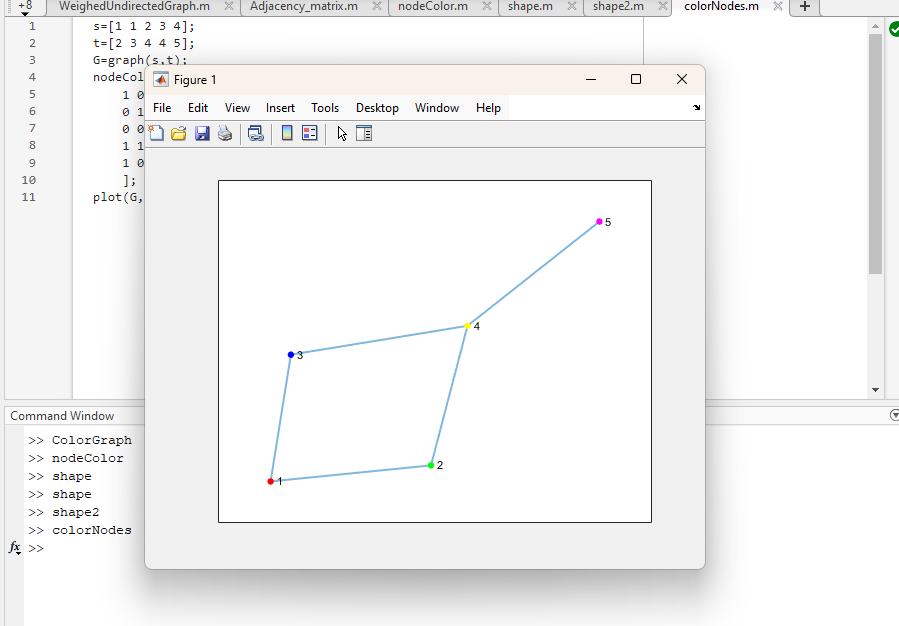 +8 WeighedUndirectedGraph.m Adjacency_matrix.m nodeColor.m shape.m shape2.m colorNodes.m +
1 s=[1 1 2 3 4];
2 t=[2 3 4 4 5];
3 G=graph(s,t);
4 nodeCol
5 1 0
6 0 1
7 0 0
8 1 1
9 1 0
10 ];
11 plot(G,
Figure 1
File Edit View Insert Tools Desktop Window Help
5
4
3
2
1
Command Window
>> ColorGraph
>> nodeColor
>> shape
>> shape
>> shape2
>> colorNodes
fx >>